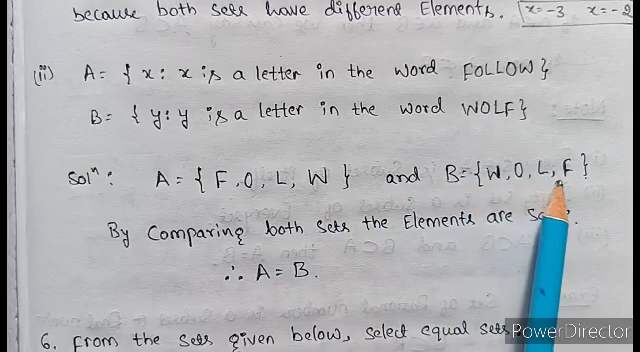 because both sets have different Elements. x=-3 x=-2
(ii) A= { x : x is a letter in the word FOLLOW}
B= { y : y is a letter in the word WOLF}
Solⁿ: A = { F, O, L, W } and B={W, O, L, F}
By Comparing both sets the Elements are
∴ A = B.
6. From the sets given below, select equal sets
PowerDirector